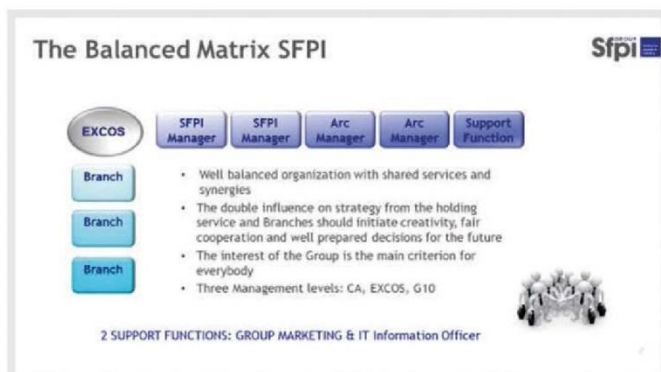 The Balanced Matrix SFPI
GROUP
Sfpi
EXCOS
SFPI Manager
SFPI Manager
Arc Manager
Arc Manager
Support Function
Branch
Branch
Branch
• Well balanced organization with shared services and
synergies
• The double influence on strategy from the holding
service and Branches should initiate creativity, fair
cooperation and well prepared decisions for the future
• The interest of the Group is the main criterion for
everybody
• Three Management levels: CA, EXCOS, G10
2 SUPPORT FUNCTIONS: GROUP MARKETING & IT Information Officer